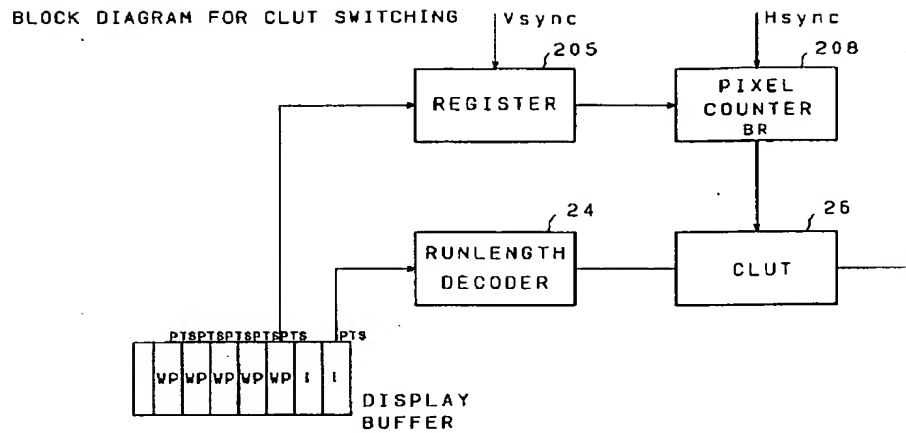 BLOCK DIAGRAM FOR CLUT SWITCHING
Vsync
Hsync
205
208
REGISTER
PIXEL
COUNTER
BR
24
26
RUNLENGTH
DECODER
CLUT
PTSPTSPTSPTSPTS PTS
WP WP WP WP WP I I
DISPLAY
BUFFER